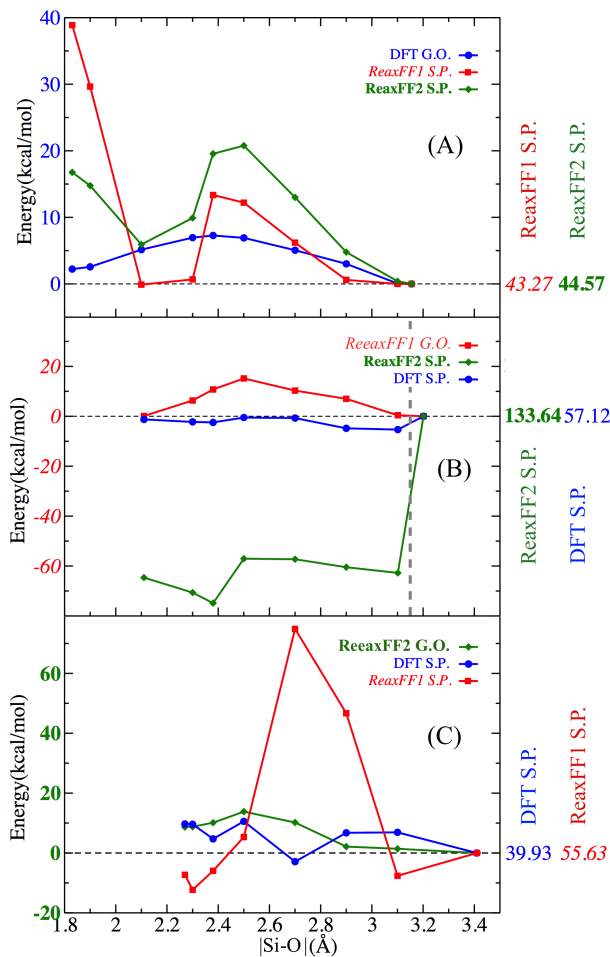 40
30
20
10
0
Energy(kcal/mol)
DFT G.O.
ReaxFF1 S.P.
ReaxFF2 S.P.
(A)
ReaxFF1 S.P.
ReaxFF2 S.P.
43.27 44.57
20
0
-20
-40
-60
Energy(kcal/mol)
ReeaxFF1 G.O.
ReaxFF2 S.P.
DFT S.P.
(B)
133.64 57.12
ReaxFF2 S.P.
DFT S.P.
60
40
20
0
-20
Energy(kcal/mol)
ReeaxFF2 G.O.
DFT S.P.
ReaxFF1 S.P.
(C)
DFT S.P.
ReaxFF1 S.P.
39.93 55.63
1.8 2 2.2 2.4 2.6 2.8 3 3.2 3.4
|Si-O|(Å)